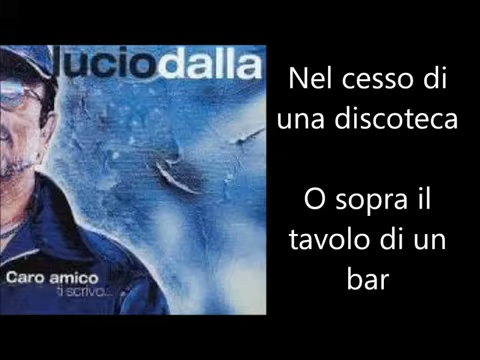 luciodalla
Caro amico
ti scrivo...
Nel cesso di
una discoteca
O sopra il
tavolo di un
bar